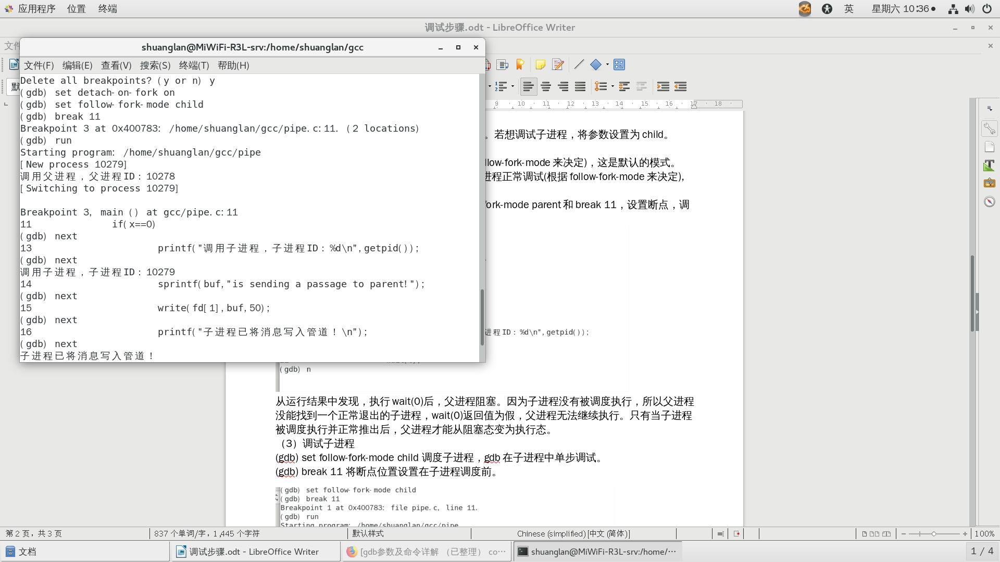 应用程序 位置 终端
英 星期六 10:36
调试步骤.odt - LibreOffice Writer
文件
shuanglan@MiWiFi-R3L-srv:/home/shuanglan/gcc
文件(F) 编辑(E) 查看(V) 搜索(S) 终端(T) 帮助(H)
Delete all breakpoints? (y or n) y
(gdb) set detach-on-fork on
(gdb) set follow-fork-mode child
(gdb) break 11
Breakpoint 3 at 0x400783: /home/shuanglan/gcc/pipe.c:11. (2 locations)
(gdb) run
Starting program: /home/shuanglan/gcc/pipe
[New process 10279]
调用父进程，父进程ID：10278
[Switching to process 10279]
Breakpoint 3, main () at gcc/pipe.c:11
11 if(x==0)
(gdb) next
13 printf("调用子进程，子进程ID：%d\n",getpid());
(gdb) next
调用子进程，子进程ID：10279
14 sprintf(buf,"is sending a passage to parent!");
(gdb) next
15 write(fd[1],buf,50);
(gdb) next
16 printf("子进程已将消息写入管道！\n");
(gdb) next
子进程已将消息写入管道！
默
9 10 11 12 13 14 15 16 17 18
。若想调试子进程，将参数设置为 child。
llow-fork-mode 来决定)，这是默认的模式。
进程正常调试(根据 follow-fork-mode 来决定),
fork-mode parent 和 break 11，设置断点，调
进程ID：%d\n",getpid());
(gdb) n
从运行结果中发现，执行 wait(0)后，父进程阻塞。因为子进程没有被调度执行，所以父进程
没能找到一个正常退出的子进程，wait(0)返回值为假，父进程无法继续执行。只有当子进程
被调度执行并正常推出后，父进程才能从阻塞态变为执行态。
（3）调试子进程
(gdb) set follow-fork-mode child 调度子进程，gdb 在子进程中单步调试。
(gdb) break 11 将断点位置设置在子进程调度前。
(gdb) set follow-fork-mode child
(gdb) break 11
Breakpoint 1 at 0x400783: file pipe.c, line 11.
(gdb) run
Starting program: /home/shuanglan/gcc/pipe
第 2 页，共 3 页 837 个单词/字，1,445 个字符 默认样式 Chinese (simplified) [中文 (简体)] 100%
文档 调试步骤.odt - LibreOffice Writer [gdb参数及命令详解 （已整理） co… shuanglan@MiWiFi-R3L-srv:/home/… 1 / 4